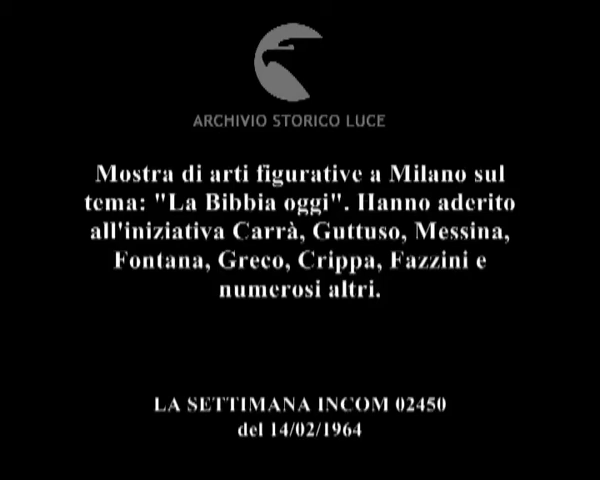 ARCHIVIO STORICO LUCE
Mostra di arti figurative a Milano sul
tema: "La Bibbia oggi". Hanno aderito
all'iniziativa Carrà, Guttuso, Messina,
Fontana, Greco, Crippa, Fazzini e
numerosi altri.
LA SETTIMANA INCOM 02450
del 14/02/1964